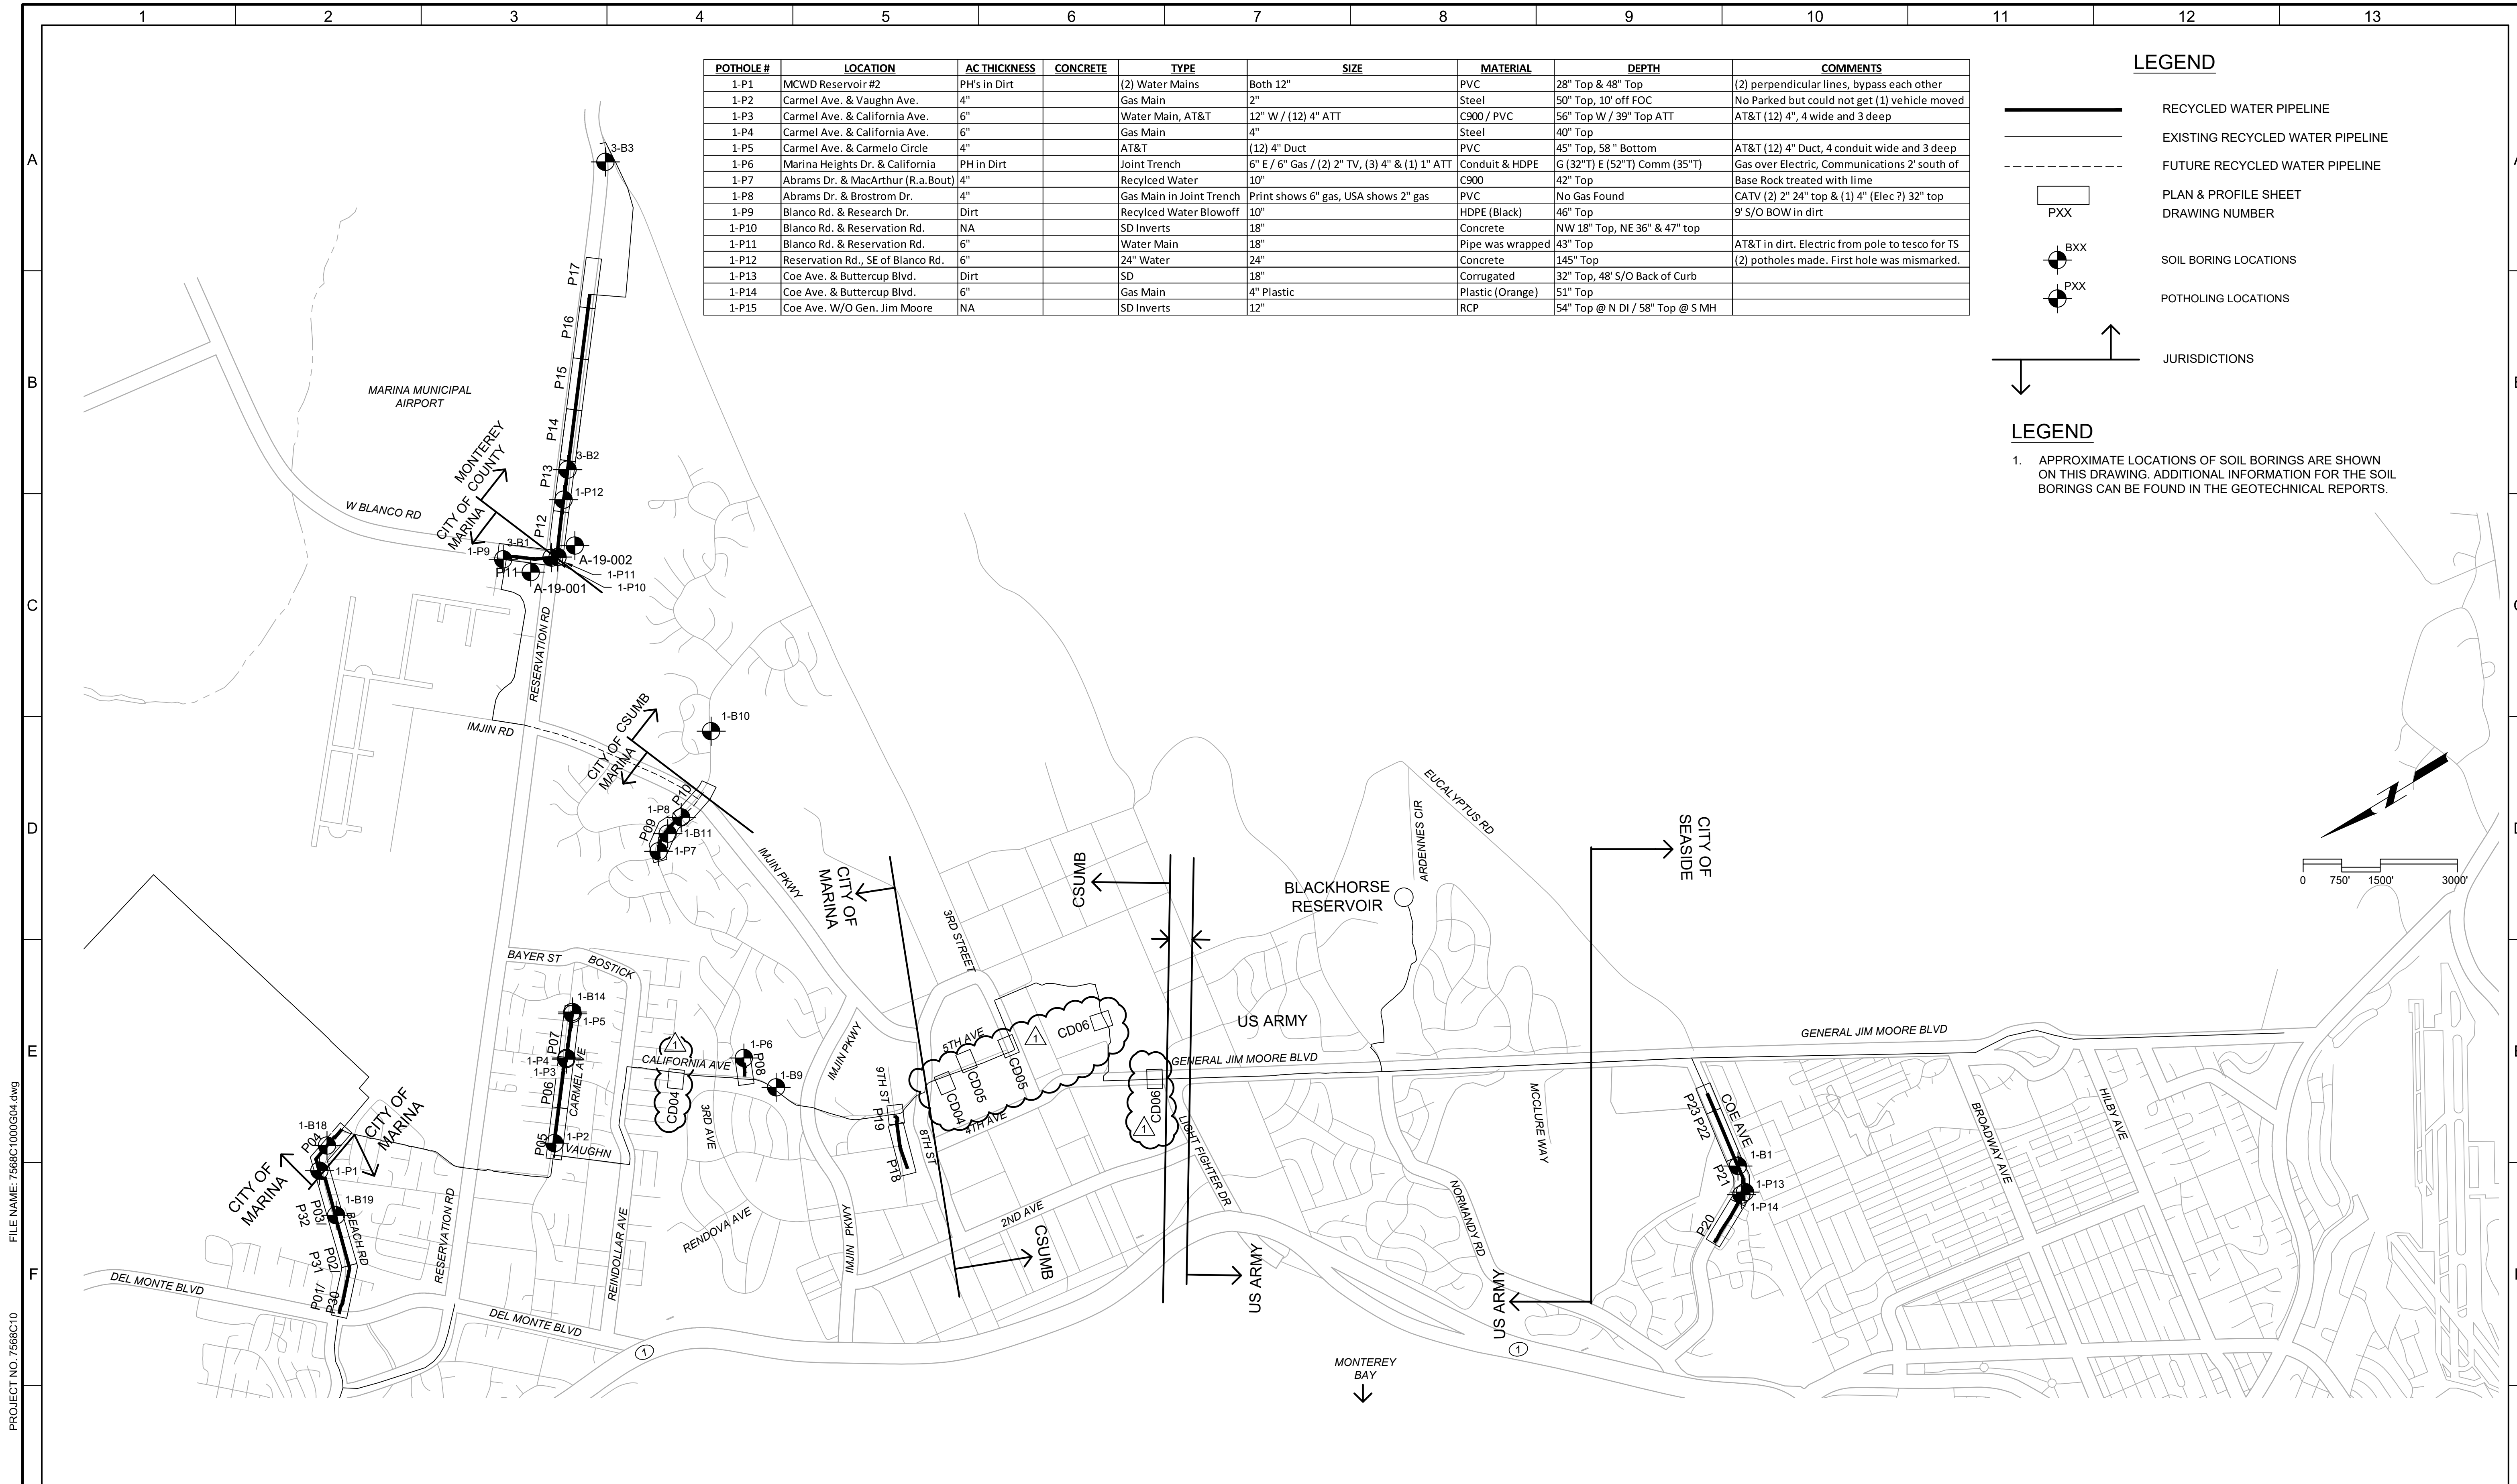 1 2 3 4 5 6 7 8 9 10 11 12 13
POTHOLE # LOCATION AC THICKNESS CONCRETE TYPE SIZE MATERIAL DEPTH COMMENTS
1-P1 MCWD Reservoir #2 PH's in Dirt (2) Water Mains Both 12" PVC 28" Top & 48" Top (2) perpendicular lines, bypass each other
1-P2 Carmel Ave. & Vaughn Ave. 4" Gas Main 2" Steel 50" Top, 10' off FOC No Parked but could not get (1) vehicle moved
1-P3 Carmel Ave. & California Ave. 6" Water Main, AT&T 12" W / (12) 4" ATT C900 / PVC 56" Top W / 39" Top ATT AT&T (12) 4", 4 wide and 3 deep
1-P4 Carmel Ave. & California Ave. 6" Gas Main 4" Steel 40" Top
1-P5 Carmel Ave. & Carmelo Circle 4" AT&T (12) 4" Duct PVC 45" Top, 58 " Bottom AT&T (12) 4" Duct, 4 conduit wide and 3 deep
1-P6 Marina Heights Dr. & California PH in Dirt Joint Trench 6" E / 6" Gas / (2) 2" TV, (3) 4" & (1) 1" ATT Conduit & HDPE G (32"T) E (52"T) Comm (35"T) Gas over Electric, Communications 2' south of
1-P7 Abrams Dr. & MacArthur (R.a.Bout) 4" Recylced Water 10" C900 42" Top Base Rock treated with lime
1-P8 Abrams Dr. & Brostrom Dr. 4" Gas Main in Joint Trench Print shows 6" gas, USA shows 2" gas PVC No Gas Found CATV (2) 2" 24" top & (1) 4" (Elec ?) 32" top
1-P9 Blanco Rd. & Research Dr. Dirt Recylced Water Blowoff 10" HDPE (Black) 46" Top 9' S/O BOW in dirt
1-P10 Blanco Rd. & Reservation Rd. NA SD Inverts 18" Concrete NW 18" Top, NE 36" & 47" top
1-P11 Blanco Rd. & Reservation Rd. 6" Water Main 18" Pipe was wrapped 43" Top AT&T in dirt. Electric from pole to tesco for TS
1-P12 Reservation Rd., SE of Blanco Rd. 6" 24" Water 24" Concrete 145" Top (2) potholes made. First hole was mismarked.
1-P13 Coe Ave. & Buttercup Blvd. Dirt SD 18" Corrugated 32" Top, 48' S/O Back of Curb
1-P14 Coe Ave. & Buttercup Blvd. 6" Gas Main 4" Plastic Plastic (Orange) 51" Top
1-P15 Coe Ave. W/O Gen. Jim Moore NA SD Inverts 12" RCP 54" Top @ N DI / 58" Top @ S MH
LEGEND
RECYCLED WATER PIPELINE
EXISTING RECYCLED WATER PIPELINE
FUTURE RECYCLED WATER PIPELINE
PLAN & PROFILE SHEET
PXX DRAWING NUMBER
BXX
SOIL BORING LOCATIONS
PXX
POTHOLING LOCATIONS
JURISDICTIONS
LEGEND
1. APPROXIMATE LOCATIONS OF SOIL BORINGS ARE SHOWN
ON THIS DRAWING. ADDITIONAL INFORMATION FOR THE SOIL
BORINGS CAN BE FOUND IN THE GEOTECHNICAL REPORTS.
A
B
C
D
E
F
3-B3
P17
P16
P15
P14
P13
P12
3-B2
1-P12
MARINA MUNICIPAL
AIRPORT
MONTEREY
COUNTY
CITY OF
MARINA
W BLANCO RD
1-P9
3-B1
P11
A-19-002
1-P11
A-19-001
1-P10
RESERVATION RD
IMJIN RD
CSUMB
CITY OF
MARINA
1-B10
P10
1-P8
P09
1-B11
1-P7
IMJIN PKWY
CITY OF
MARINA
3RD STREET
CSUMB
BLACKHORSE
RESERVOIR
ARDENNES CIR
EUCALYPTUS RD
CITY OF
SEASIDE
0 750' 1500' 3000'
BAYER ST
BOSTICK
1-B14
1-P5
P07
1-P4
1-P3
P06
CARMEL AVE
P05
1-P2
VAUGHN
1
CALIFORNIA AVE
CD04
1-P6
P08
1-B9
3RD AVE
IMJIN PKWY
9TH ST
P19
P18
8TH ST
5TH AVE
CD04
CD05
CD05
1
CD06
4TH AVE
US ARMY
GENERAL JIM MOORE BLVD
CD06
1
LIGHT FIGHTER DR
MCCLURE WAY
GENERAL JIM MOORE BLVD
P23
P22
COE AVE
1-B1
P21
1-P13
1-P14
P20
BROADWAY AVE
HILBY AVE
1-B18
P04
CITY OF
MARINA
1-P1
CITY OF
MARINA
1-B19
P03/
P32
BEACH RD
P02
P31
P01/
P30
DEL MONTE BLVD
RESERVATION RD
DEL MONTE BLVD
REINDOLLAR AVE
RENDOVA AVE
IMJIN PKWY
2ND AVE
CSUMB
US ARMY
NORMANDY RD
US ARMY
1
1
MONTEREY
BAY
PROJECT NO. 7568C10 FILE NAME: 7568C1000G04.dwg